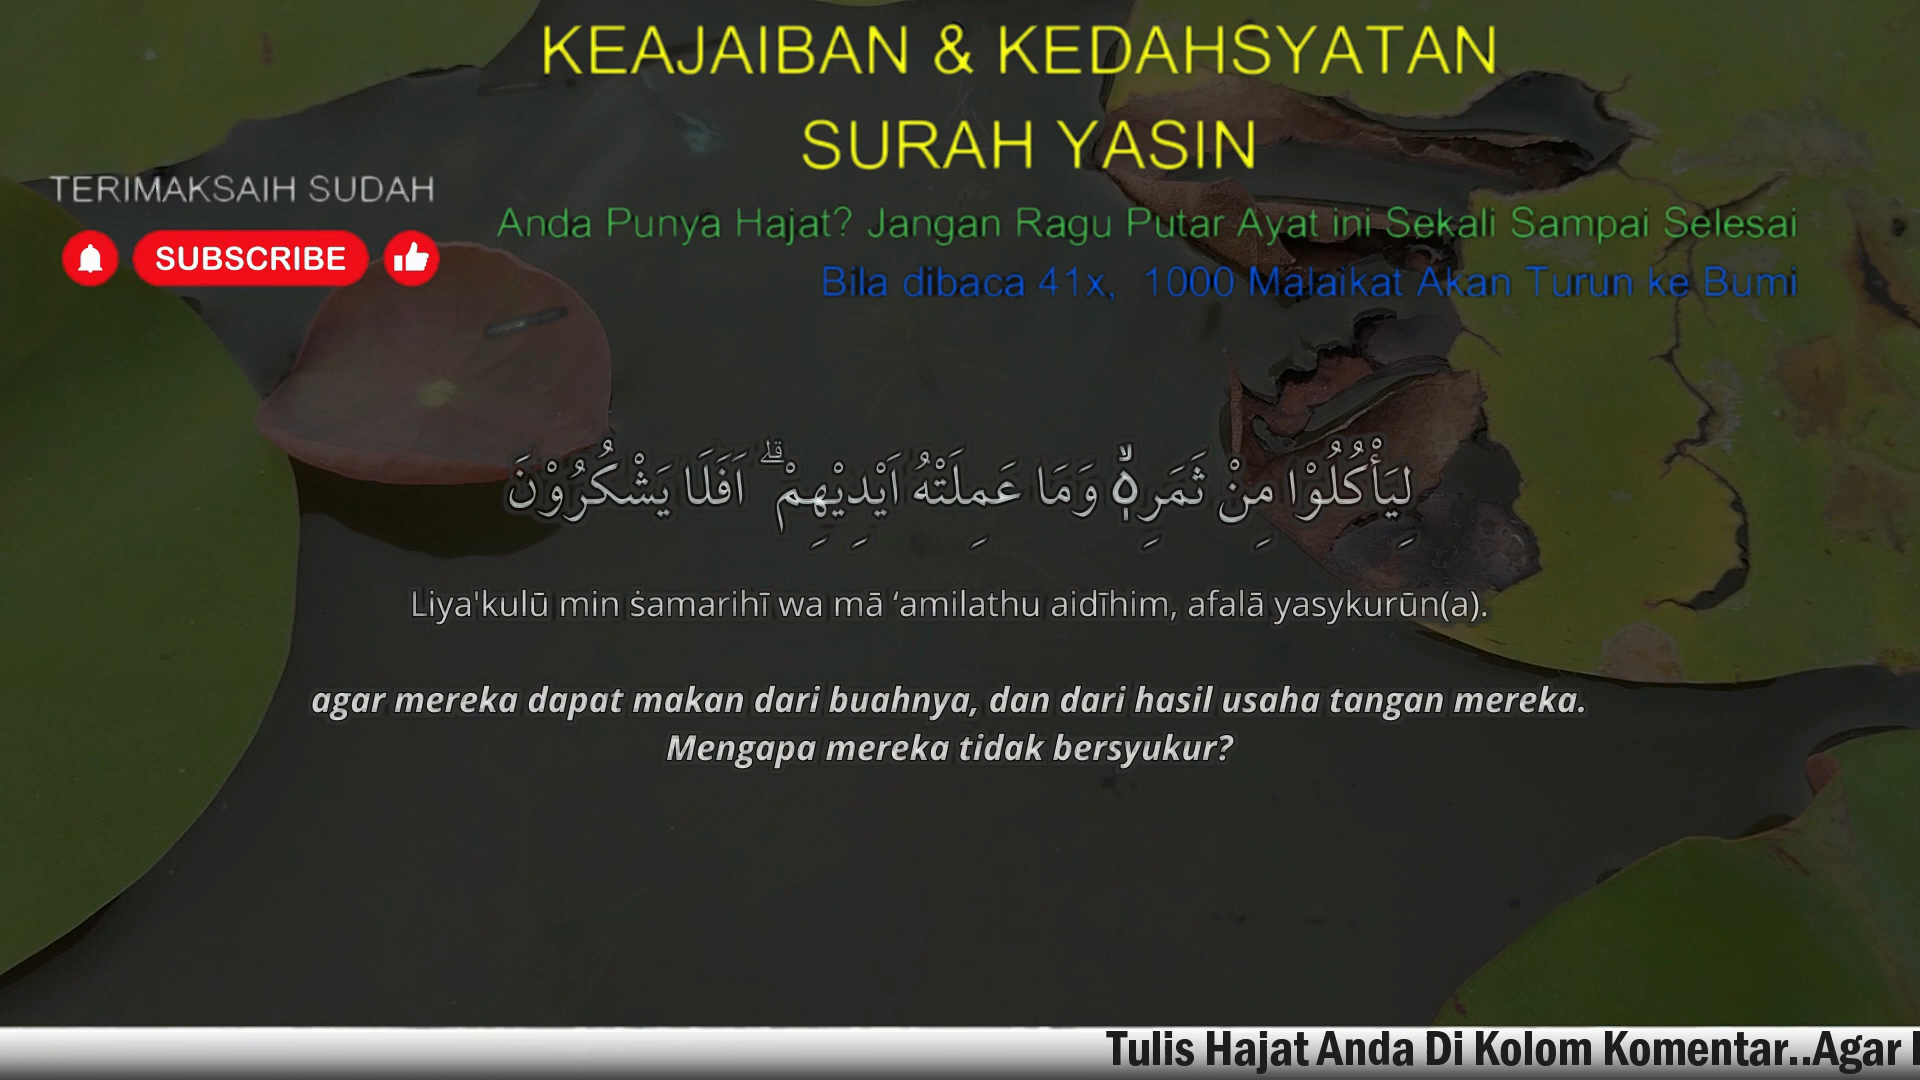 KEAJAIBAN & KEDAHSYATAN
SURAH YASIN
TERIMAKSAIH SUDAH
SUBSCRIBE
Anda Punya Hajat? Jangan Ragu Putar Ayat ini Sekali Sampai Selesai
Bila dibaca 41x, 1000 Malaikat Akan Turun ke Bumi
لِيَأْكُلُوْا مِنْ ثَمَرِهٖۙ وَمَا عَمِلَتْهُ اَيْدِيْهِمْ ۗ اَفَلَا يَشْكُرُوْنَ
Liya'kulū min ṡamarihī wa mā ‘amilathu aidīhim, afalā yasykurūn(a).
agar mereka dapat makan dari buahnya, dan dari hasil usaha tangan mereka.
Mengapa mereka tidak bersyukur?
Tulis Hajat Anda Di Kolom Komentar..Agar